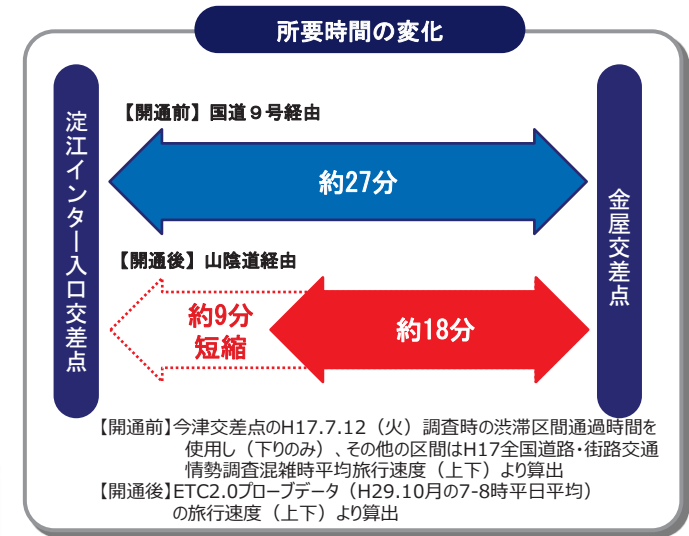 所要時間の変化
淀江インター入口交差点
【開通前】国道９号経由
約27分
金屋交差点
【開通後】山陰道経由
約9分
短縮
約18分
【開通前】今津交差点のH17.7.12（火）調査時の渋滞区間通過時間を
使用し（下りのみ）、その他の区間はH17全国道路・街路交通
情勢調査混雑時平均旅行速度（上下）より算出
【開通後】ETC2.0プローブデータ（H29.10月の7-8時平日平均）
の旅行速度（上下）より算出